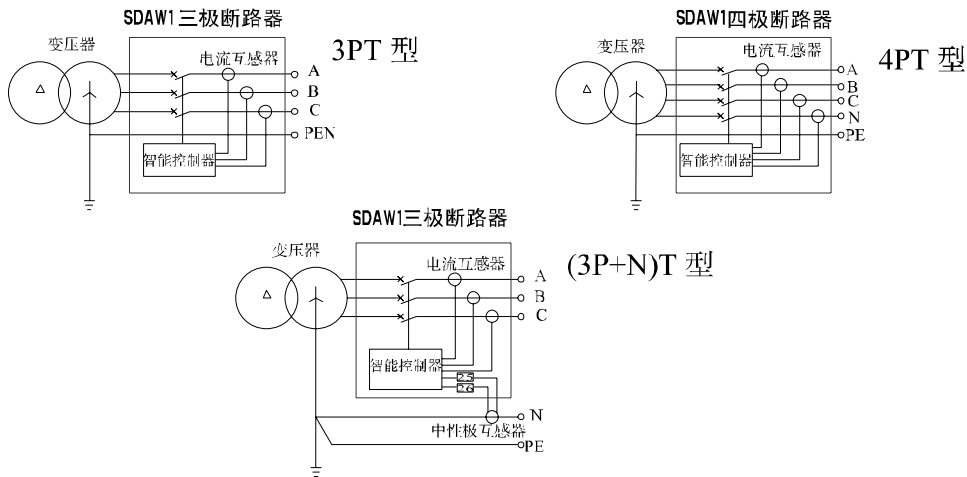 SDAW1三极断路器
3PT 型
变压器
电流互感器
A
B
C
PEN
智能控制器
SDAW1四极断路器
4PT 型
变压器
电流互感器
A
B
C
N
PE
智能控制器
SDAW1三极断路器
(3P+N)T 型
变压器
电流互感器
A
B
C
智能控制器
25
26
N
中性极互感器
PE